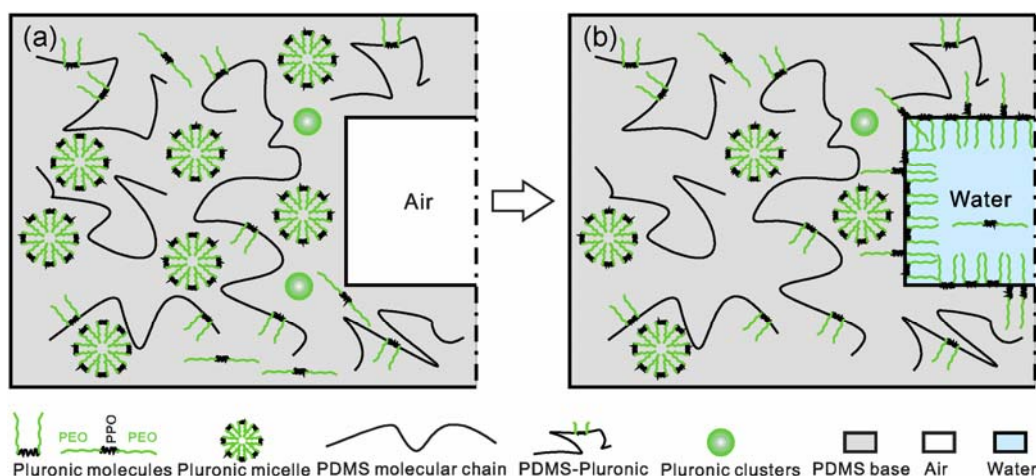 (a)
(b)
Air
Water
PEO PPO PEO
Pluronic molecules Pluronic micelle PDMS molecular chain PDMS-Pluronic Pluronic clusters PDMS base Air Water